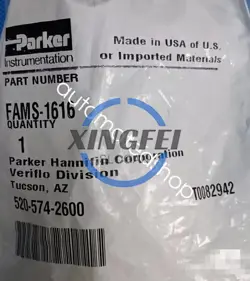 Parker
Instrumentation
Made in USA of U.S.
or Imported Materials
PART NUMBER
FAMS-1616
QUANTITY
1
XINGFEI
automotiveshop
Parker Hannifin Corporation
Veriflo Division
Tucson, AZ
520-574-2600
T0082942